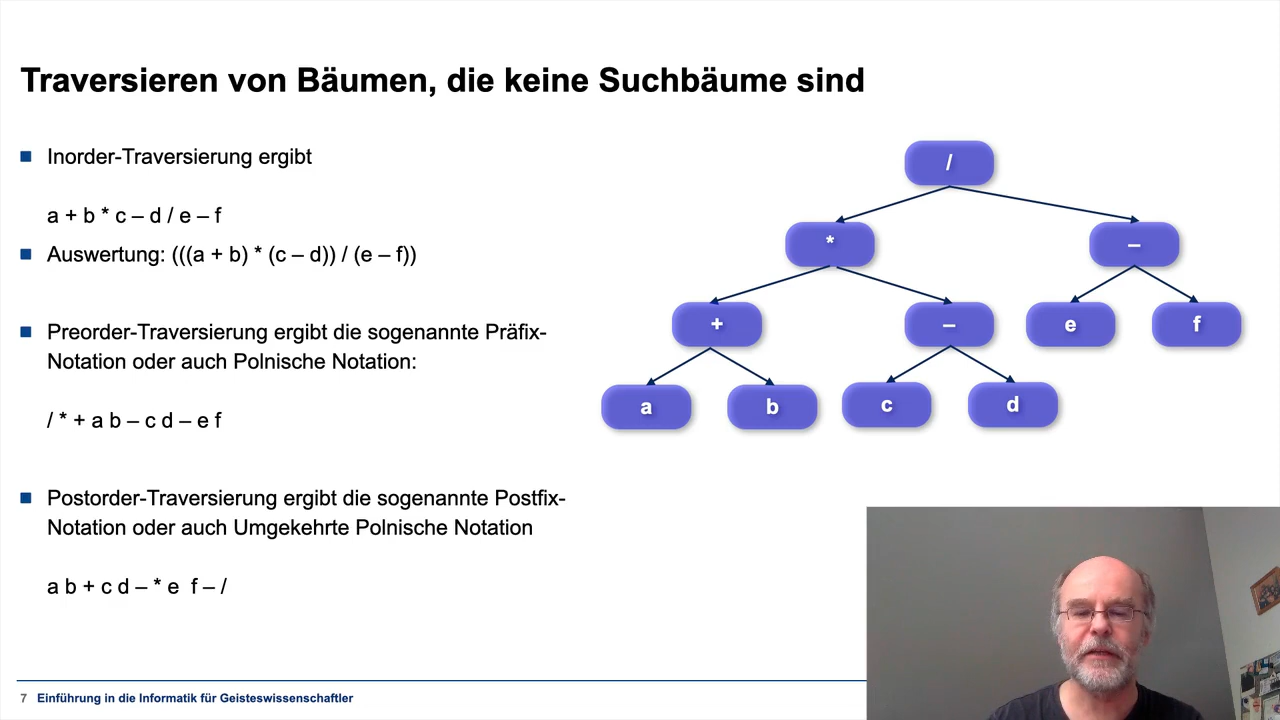 Traversieren von Bäumen, die keine Suchbäume sind
Inorder-Traversierung ergibt
a + b * c – d / e – f
Auswertung: (((a + b) * (c – d)) / (e – f))
Preorder-Traversierung ergibt die sogenannte Präfix-
Notation oder auch Polnische Notation:
/ * + a b – c d – e f
Postorder-Traversierung ergibt die sogenannte Postfix-
Notation oder auch Umgekehrte Polnische Notation
a b + c d – * e f – /
/
* –
+ – e f
a b c d
7 Einführung in die Informatik für Geisteswissenschaftler